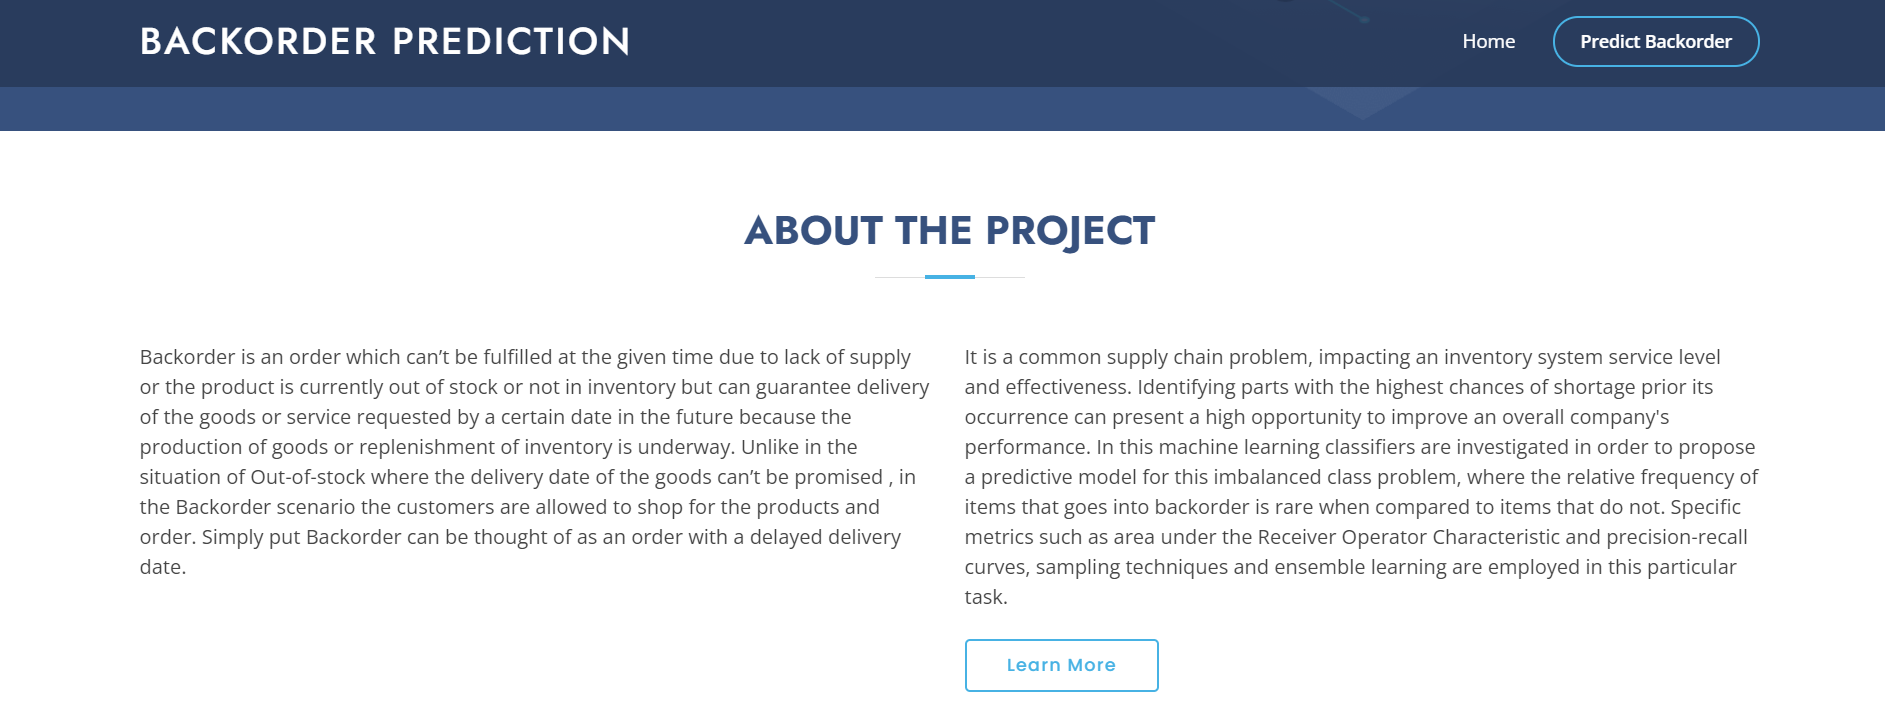 BACKORDER PREDICTION
Home
Predict Backorder
ABOUT THE PROJECT
Backorder is an order which can’t be fulfilled at the given time due to lack of supply
or the product is currently out of stock or not in inventory but can guarantee delivery
of the goods or service requested by a certain date in the future because the
production of goods or replenishment of inventory is underway. Unlike in the
situation of Out-of-stock where the delivery date of the goods can’t be promised , in
the Backorder scenario the customers are allowed to shop for the products and
order. Simply put Backorder can be thought of as an order with a delayed delivery
date.
It is a common supply chain problem, impacting an inventory system service level
and effectiveness. Identifying parts with the highest chances of shortage prior its
occurrence can present a high opportunity to improve an overall company's
performance. In this machine learning classifiers are investigated in order to propose
a predictive model for this imbalanced class problem, where the relative frequency of
items that goes into backorder is rare when compared to items that do not. Specific
metrics such as area under the Receiver Operator Characteristic and precision-recall
curves, sampling techniques and ensemble learning are employed in this particular
task.
Learn More